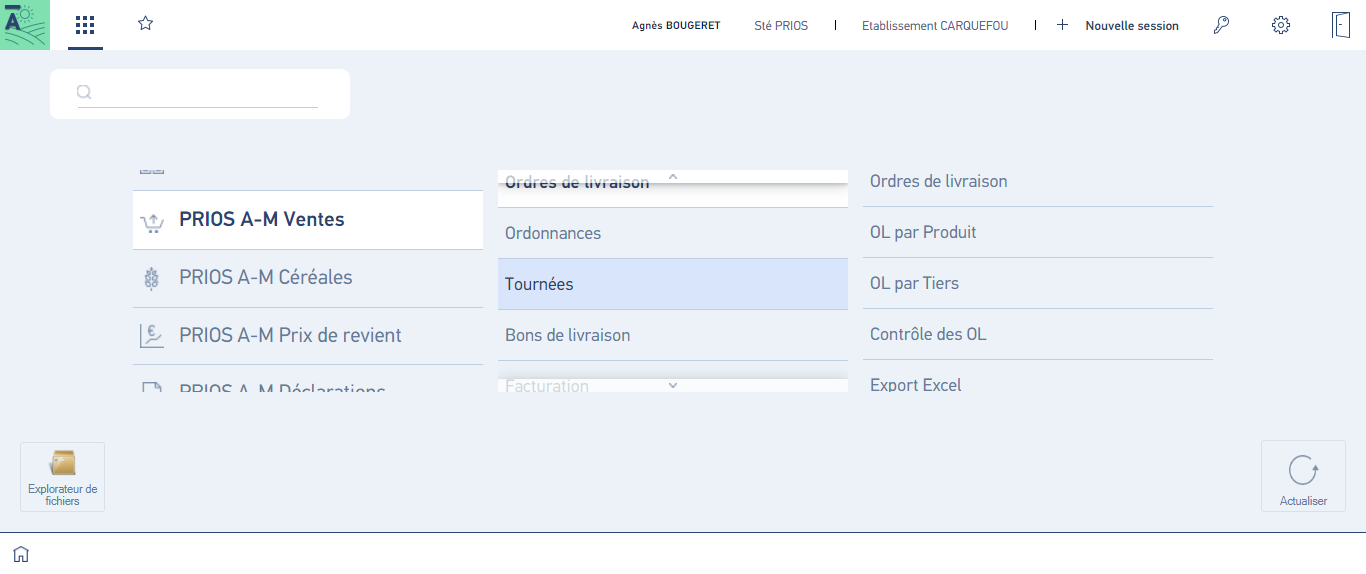 Agnès BOUGERET
Sté PRIOS
Etablissement CARQUEFOU
Nouvelle session
PRIOS A-M Ventes
PRIOS A-M Céréales
PRIOS A-M Prix de revient
PRIOS A-M Déclarations
Ordres de livraison
Ordonnances
Tournées
Bons de livraison
Facturation
Ordres de livraison
OL par Produit
OL par Tiers
Contrôle des OL
Export Excel
Explorateur de
fichiers
Actualiser